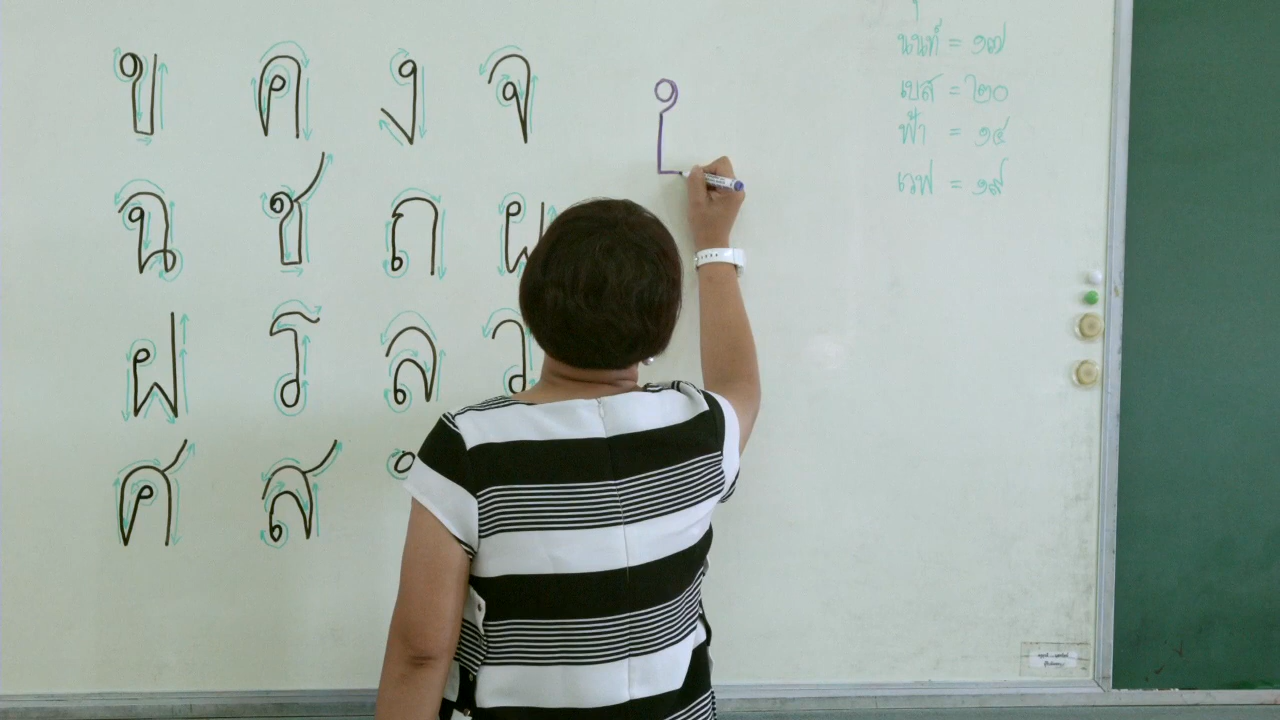 ข ค ง จ
ฉ ช ถ ผ
ฝ ร ล ว
ศ ส
นนท์ = ๑๗
เบส = ๒๐
ฟ้า = ๑๔
เวฟ = ๑๙